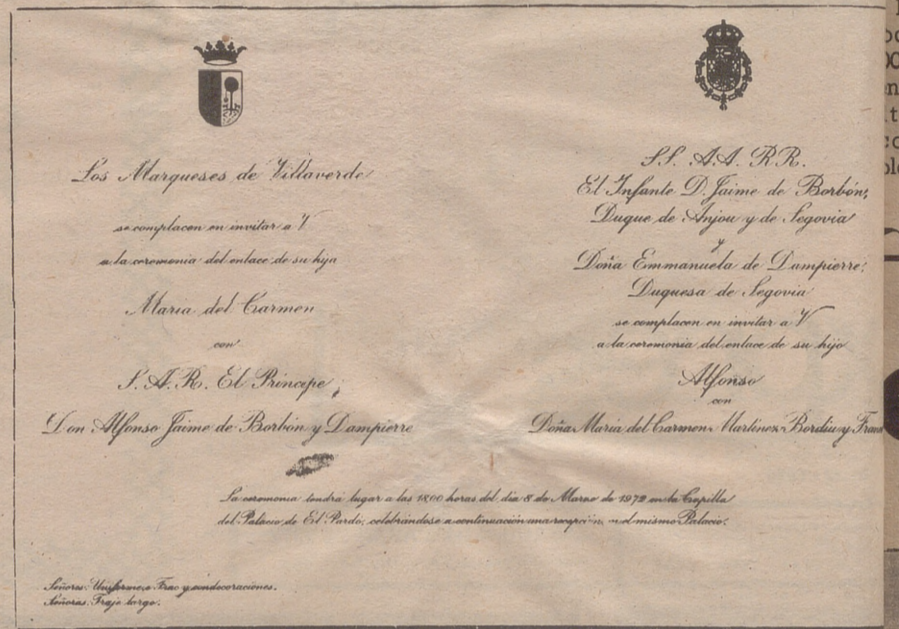 Los Marqueses de Villaverde
se complacen en invitar a V
a la ceremonia del enlace de su hija
María del Carmen
con
S. A. R. El Príncipe
Don Alfonso Jaime de Borbón y Dampierre
SS. A.A. R.R.
El Infante D. Jaime de Borbón,
Duque de Anjou y de Segovia
y
Doña Emmanuela de Dampierre,
Duquesa de Segovia
se complacen en invitar a V
a la ceremonia del enlace de su hijo
Alfonso
con
Doña María del Carmen Martínez-Bordiu y Franco
La ceremonia tendrá lugar a las 18,00 horas del día 8 de Marzo de 1972 en la Capilla
del Palacio de El Pardo, celebrándose a continuación una recepción, en el mismo Palacio.
Señores: Uniforme o Frac y condecoraciones.
Señoras: Traje largo.